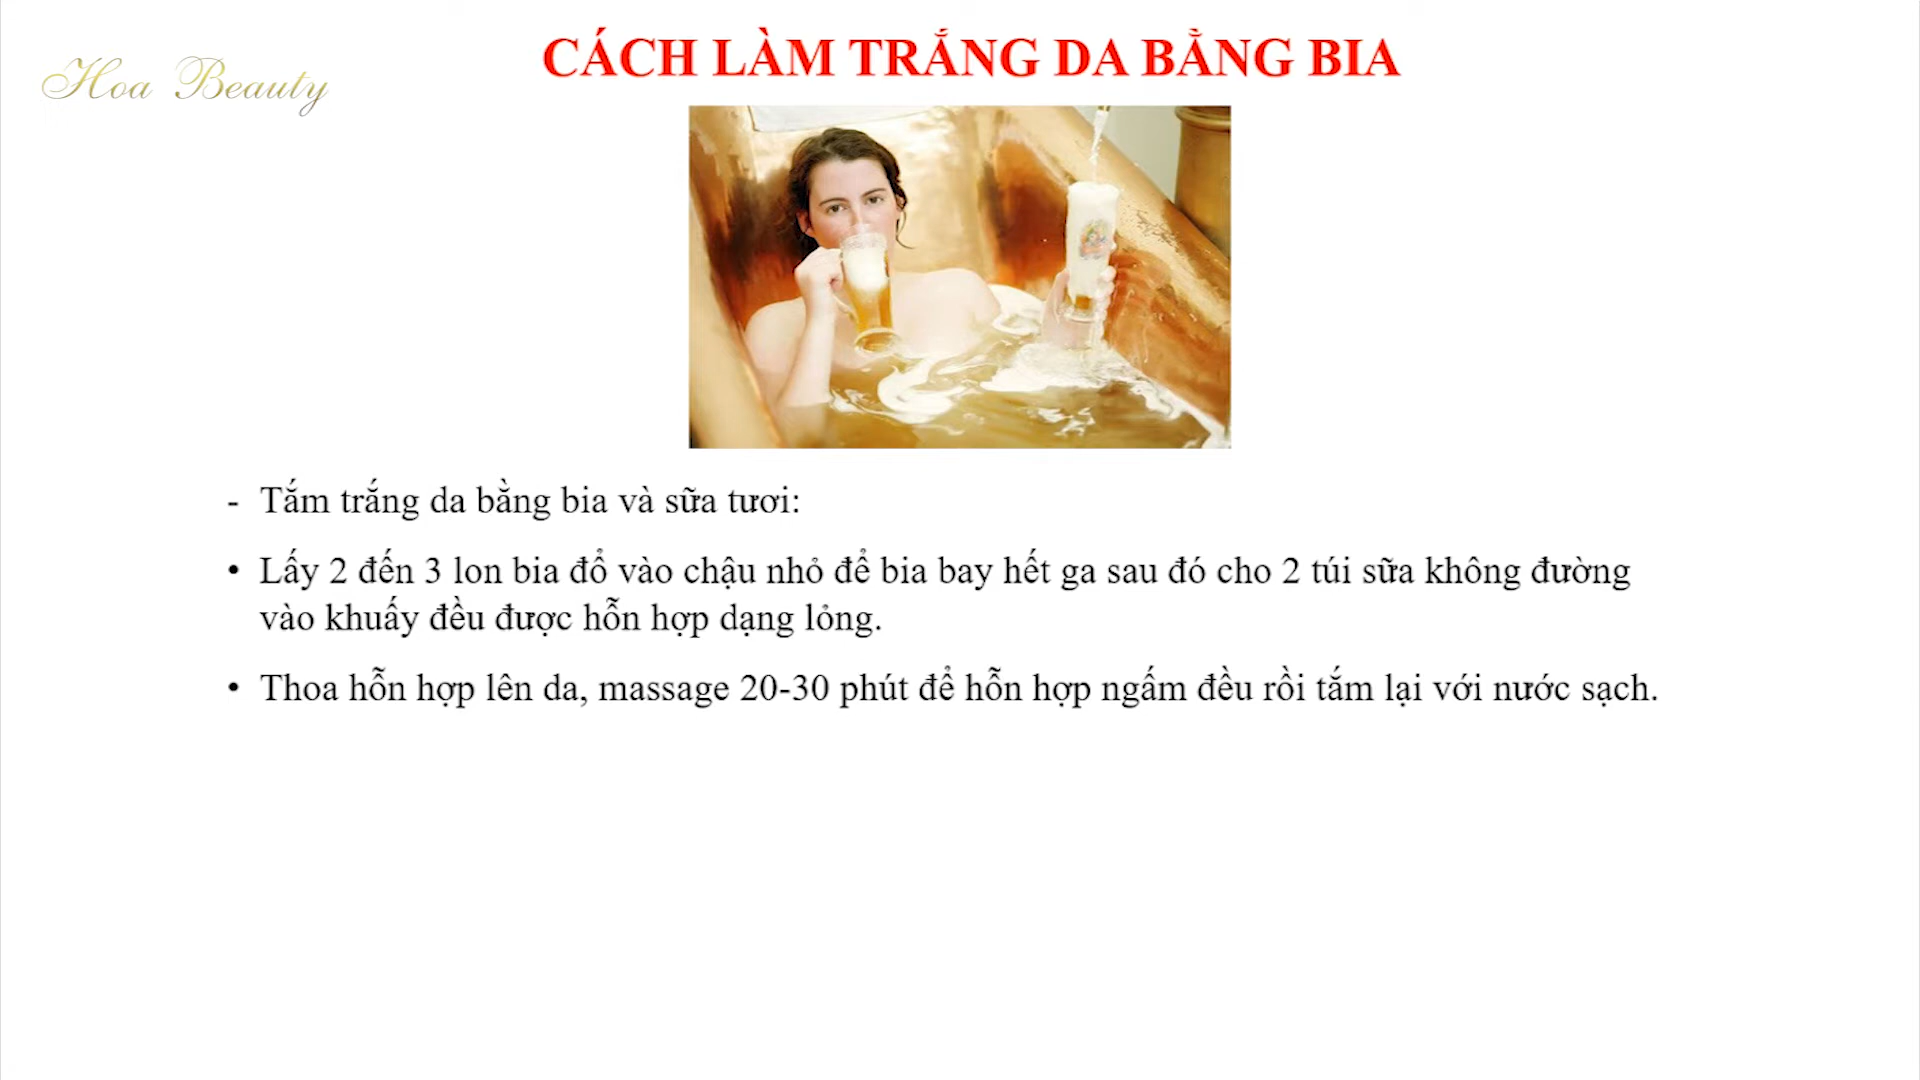 Hoa Beauty
CÁCH LÀM TRẮNG DA BẰNG BIA
- Tắm trắng da bằng bia và sữa tươi:
• Lấy 2 đến 3 lon bia đổ vào chậu nhỏ để bia bay hết ga sau đó cho 2 túi sữa không đường
vào khuấy đều được hỗn hợp dạng lỏng.
• Thoa hỗn hợp lên da, massage 20-30 phút để hỗn hợp ngấm đều rồi tắm lại với nước sạch.